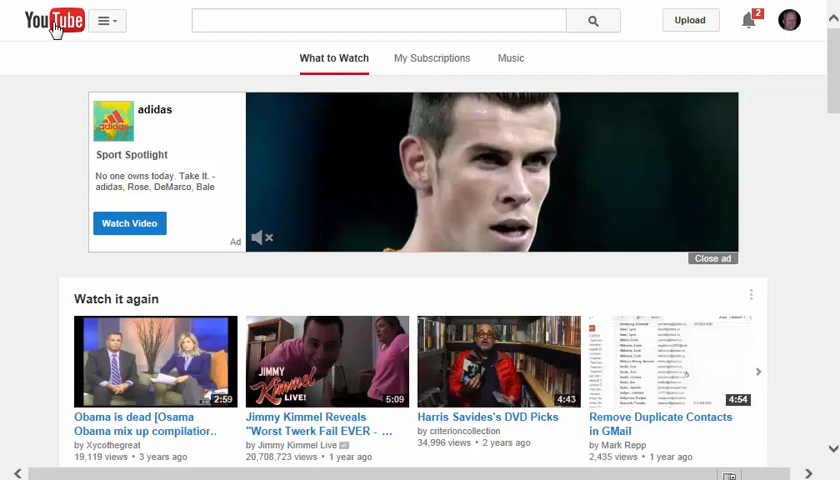 YouTube
Upload
2
What to Watch
My Subscriptions
Music
adidas
adidas
Sport Spotlight
No one owns today. Take It. -
adidas, Rose, DeMarco, Bale
Watch Video
Ad
Close ad
Watch it again
2:59
JIMMY
KIMMEL
LIVE!
5:09
4:43
4:54
Obama is dead [Osama
Obama mix up compilation..
by Xycothegreat
19,119 views • 3 years ago
Jimmy Kimmel Reveals
"Worst Twerk Fail EVER - ...
by Jimmy Kimmel Live
20,708,723 views • 1 year ago
Harris Savides's DVD Picks
by criterioncollection
34,996 views • 2 years ago
Remove Duplicate Contacts
in GMail
by Mark Repp
2,435 views • 1 year ago